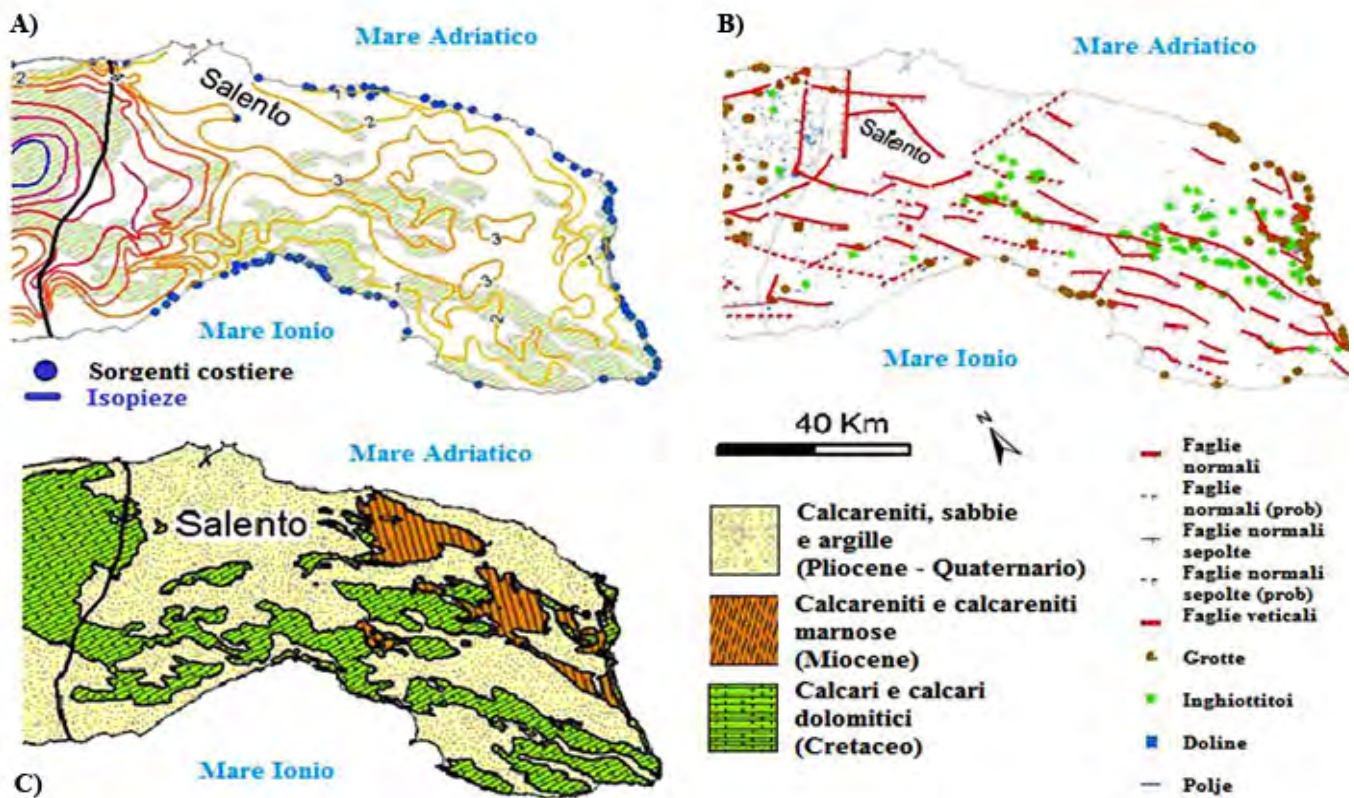 A)
Mare Adriatico
2
4
Salento
1
2
3
3
3
1
1
2
Mare Ionio
Sorgenti costiere
Isopieze
B)
Mare Adriatico
Salento
Mare Ionio
40 Km
N
Mare Adriatico
Salento
Mare Ionio
C)
Calcareniti, sabbie
e argille
(Pliocene - Quaternario)
Calcareniti e calcareniti
marnose
(Miocene)
Calcari e calcari
dolomitici
(Cretaceo)
Faglie
normali
Faglie
normali (prob)
Faglie normali
sepolte
Faglie normali
sepolte (prob)
Faglie veticali
Grotte
Inghiottitoi
Doline
Polje